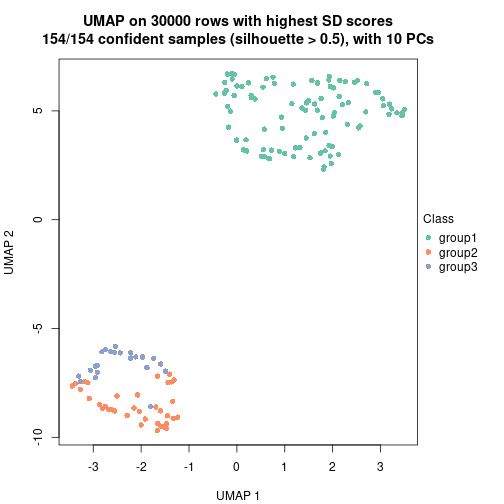 UMAP on 30000 rows with highest SD scores
154/154 confident samples (silhouette > 0.5), with 10 PCs
5
0
-5
-10
UMAP 2
-3
-2
-1
0
1
2
3
UMAP 1
Class
group1
group2
group3